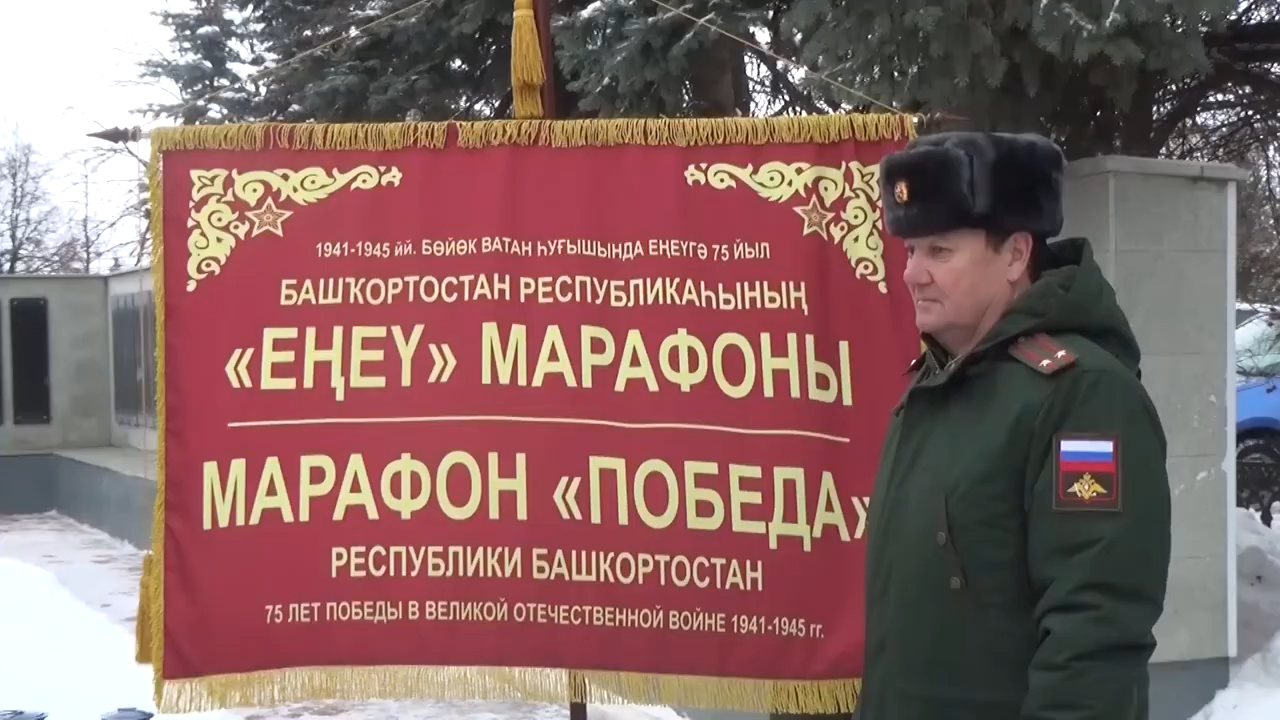 1941-1945 йй. БӨЙӨК ВАТАН ҺУҒЫШЫНДА ЕҢЕҮГӘ 75 ЙЫЛ
БАШҠОРТОСТАН РЕСПУБЛИКАҺЫНЫҢ
«ЕҢЕҮ» МАРАФОНЫ
МАРАФОН «ПОБЕДА»
РЕСПУБЛИКИ БАШКОРТОСТАН
75 ЛЕТ ПОБЕДЫ В ВЕЛИКОЙ ОТЕЧЕСТВЕННОЙ ВОЙНЕ 1941-1945 гг.